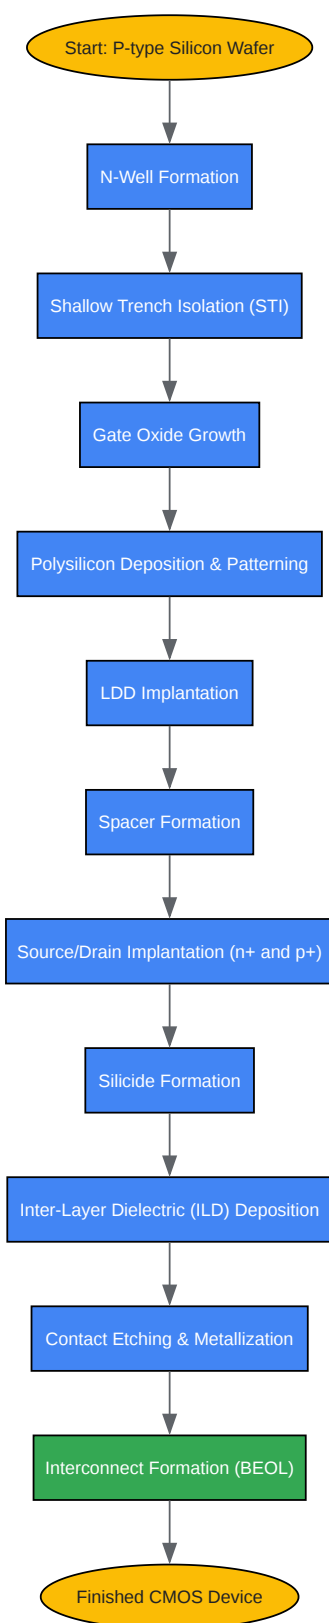 Start: P-type Silicon Wafer
N-Well Formation
Shallow Trench Isolation (STI)
Gate Oxide Growth
Polysilicon Deposition & Patterning
LDD Implantation
Spacer Formation
Source/Drain Implantation (n+ and p+)
Silicide Formation
Inter-Layer Dielectric (ILD) Deposition
Contact Etching & Metallization
Interconnect Formation (BEOL)
Finished CMOS Device